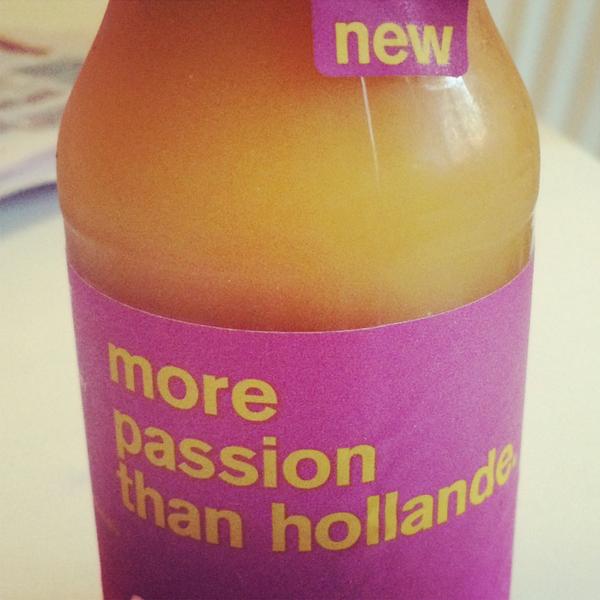 new
more
passion
than hollande.